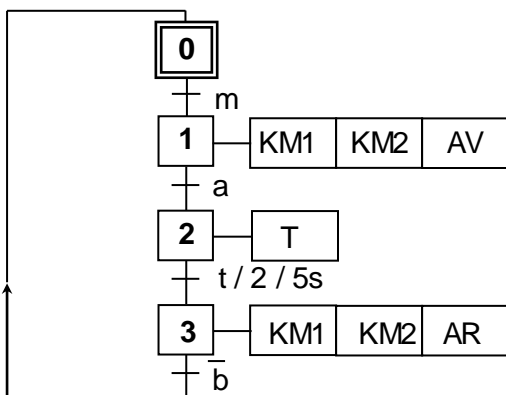 0
m
1 KM1 KM2 AV
a
2 T
t / 2 / 5s
3 KM1 KM2 AR
b̅